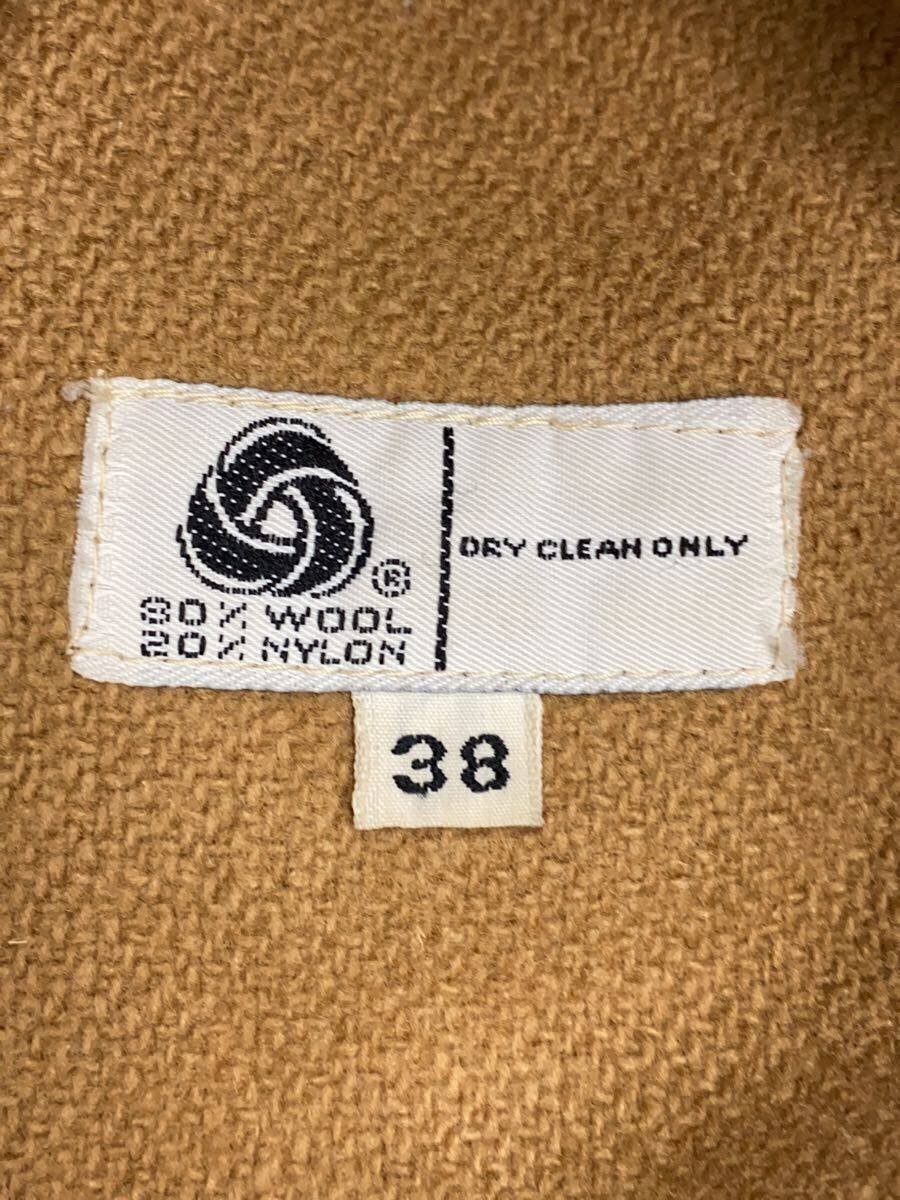 ®
80% WOOL
20% NYLON
DRY CLEAN ONLY
38